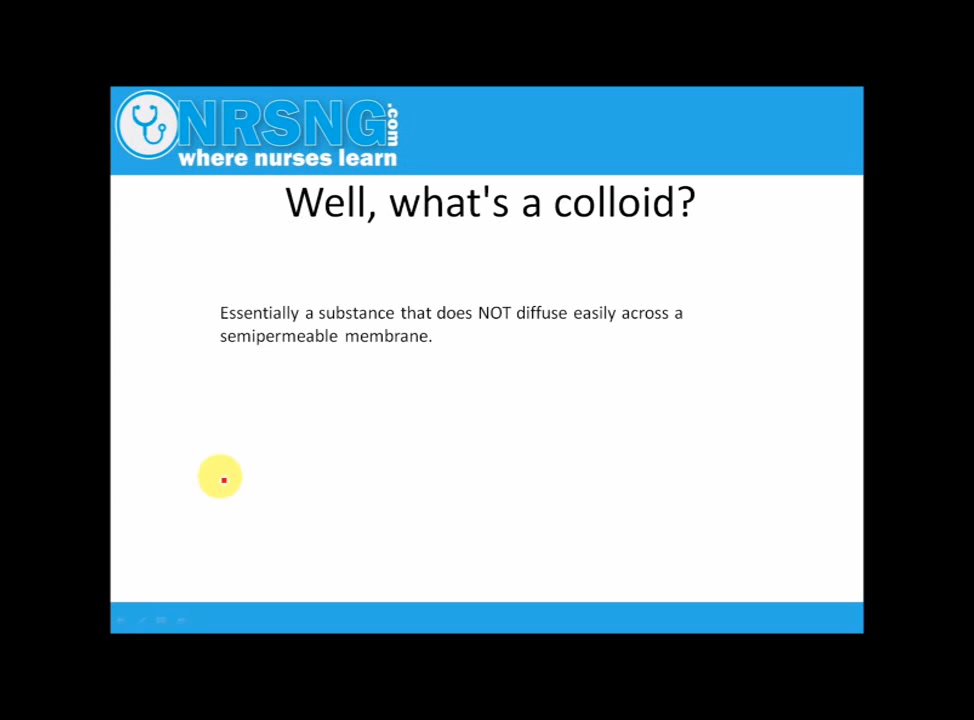 NRSNG.com
where nurses learn
Well, what's a colloid?
Essentially a substance that does NOT diffuse easily across a
semipermeable membrane.